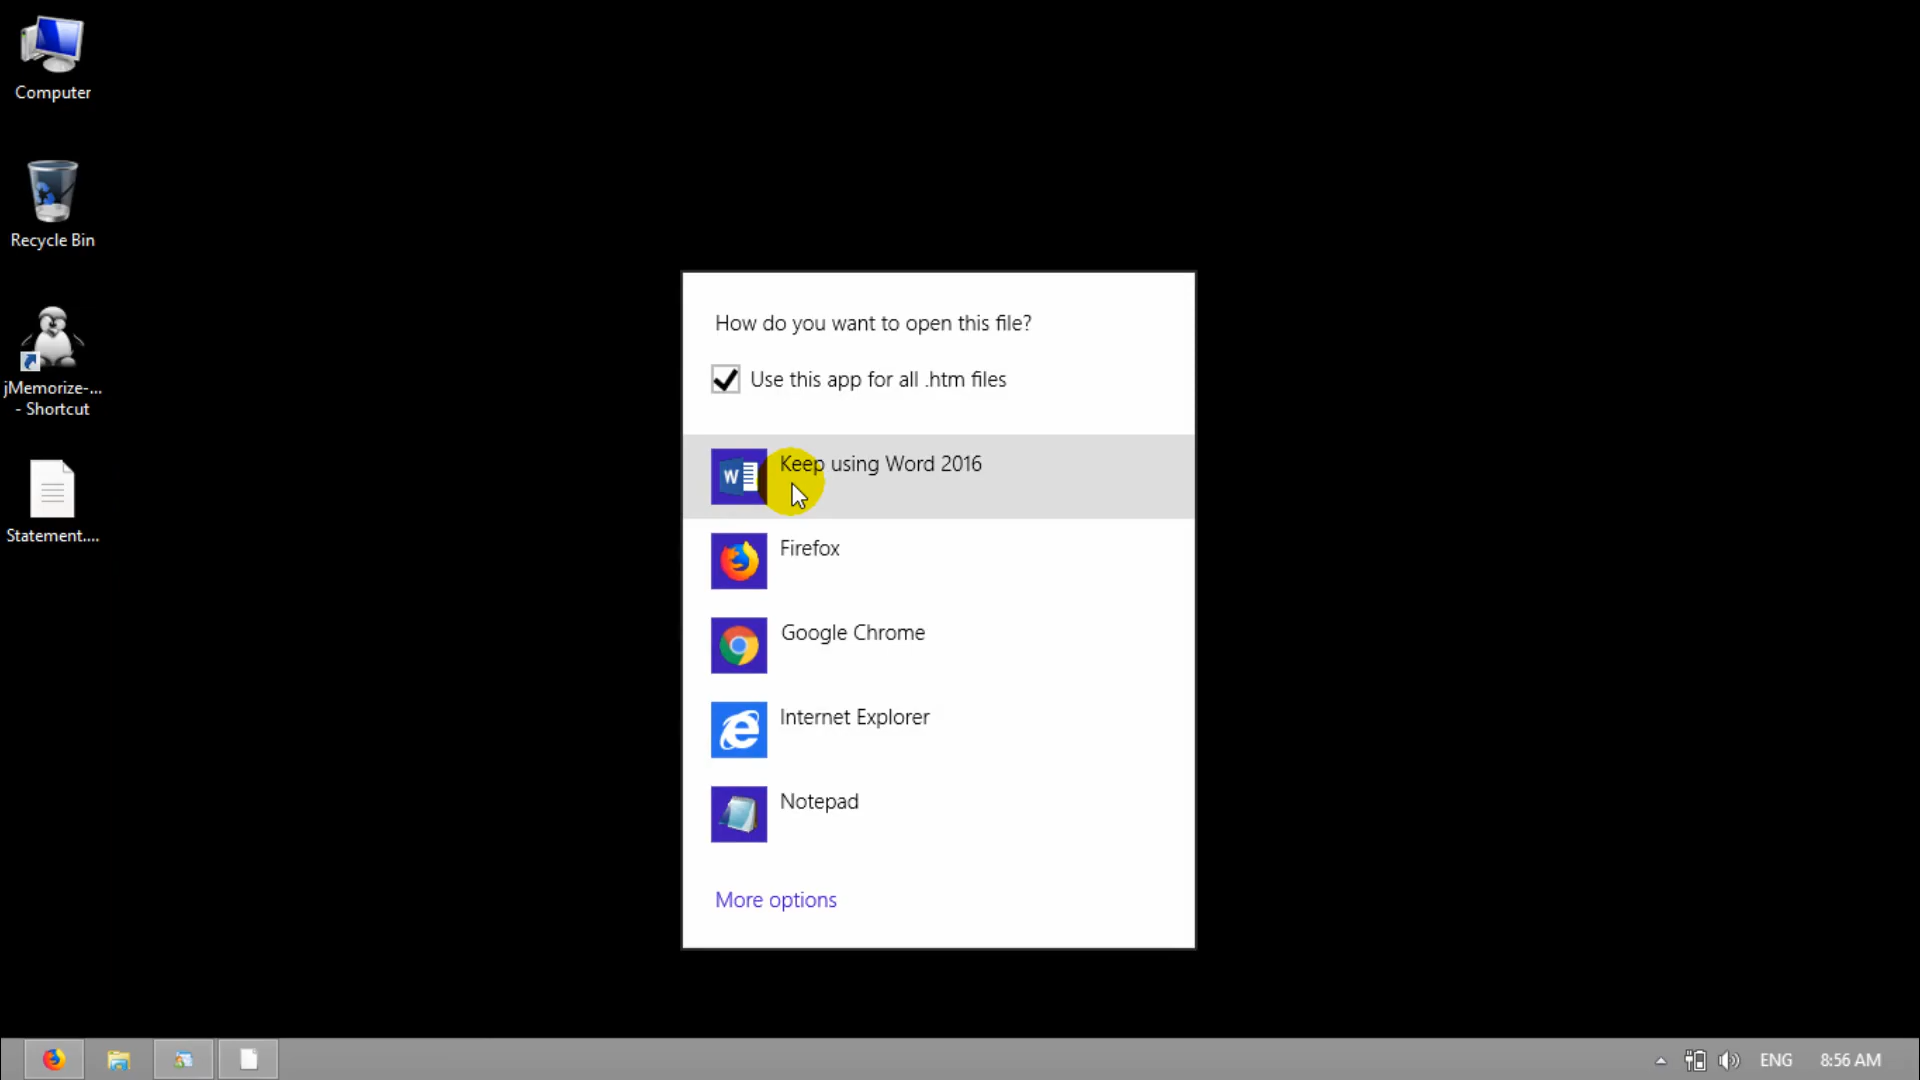 Computer
Recycle Bin
jMemorize-...
- Shortcut
Statement....
How do you want to open this file?
Use this app for all .htm files
Keep using Word 2016
Firefox
Google Chrome
Internet Explorer
Notepad
More options
ENG
8:56 AM